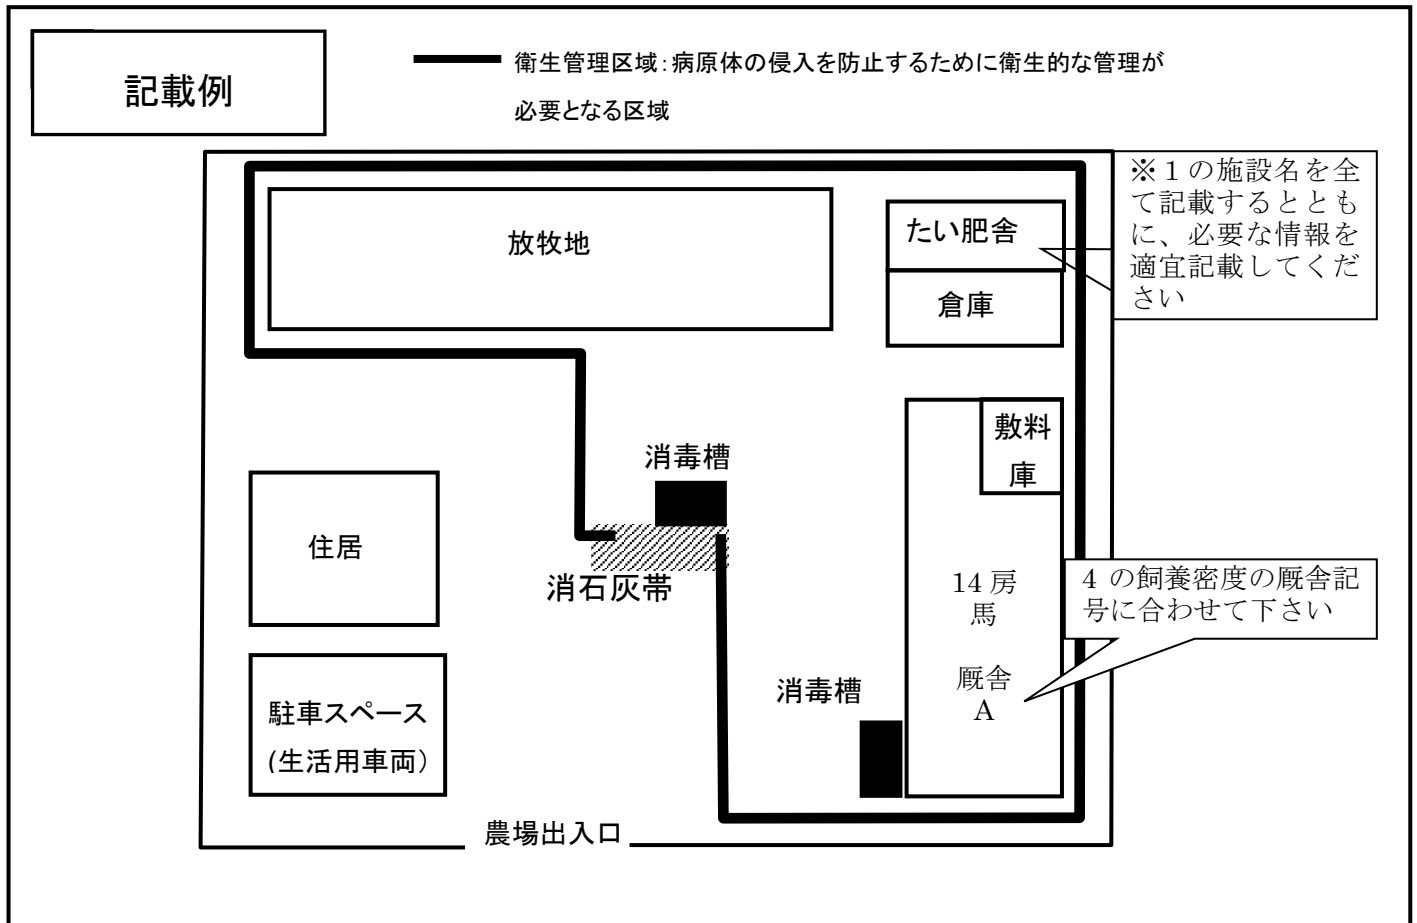 記載例
衛生管理区域：病原体の侵入を防止するために衛生的な管理が
必要となる区域
※１の施設名を全
て記載するととも
に、必要な情報を
適宜記載してくだ
さい
放牧地
たい肥舎
倉庫
敷料
庫
消毒槽
住居
消石灰帯
14 房
馬
4 の飼養密度の厩舎記
号に合わせて下さい
厩舎
A
消毒槽
駐車スペース
(生活用車両）
農場出入口